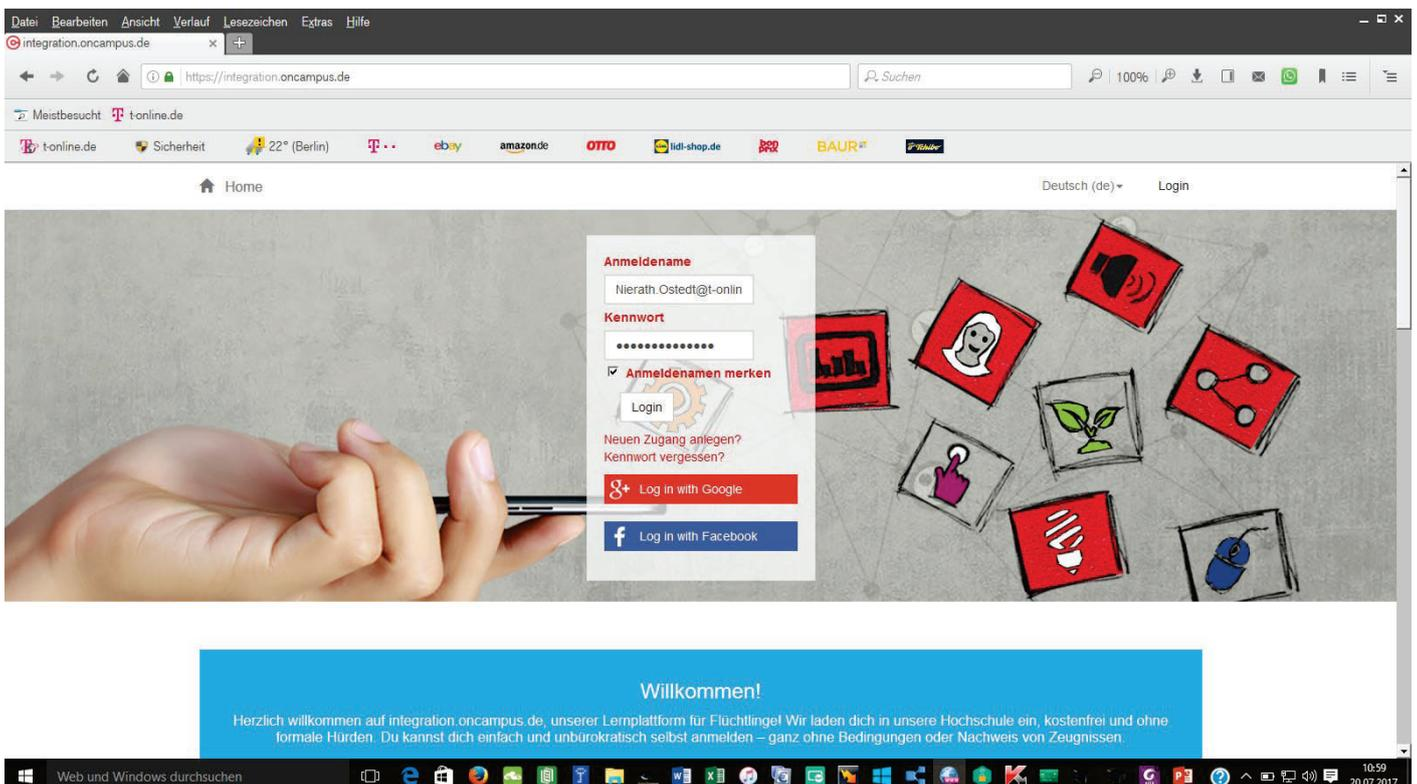 Datei Bearbeiten Ansicht Verlauf Lesezeichen Extras Hilfe
integration.oncampus.de
https://integration.oncampus.de
Suchen
100%
Meistbesucht t-online.de
t-online.de Sicherheit 22° (Berlin) T·· ebay amazon.de OTTO lidl-shop.de bon prix BAUR Tchibo
Home Deutsch (de) Login
Anmeldename
Nierath.Ostedt@t-onlin
Kennwort
••••••••••••••
Anmeldenamen merken
Login
Neuen Zugang anlegen?
Kennwort vergessen?
g+ Log in with Google
f Log in with Facebook
Willkommen!
Herzlich willkommen auf integration.oncampus.de, unserer Lernplattform für Flüchtlinge! Wir laden dich in unsere Hochschule ein, kostenfrei und ohne
formale Hürden. Du kannst dich einfach und unbürokratisch selbst anmelden – ganz ohne Bedingungen oder Nachweis von Zeugnissen.
Web und Windows durchsuchen
10:59
20.07.2017